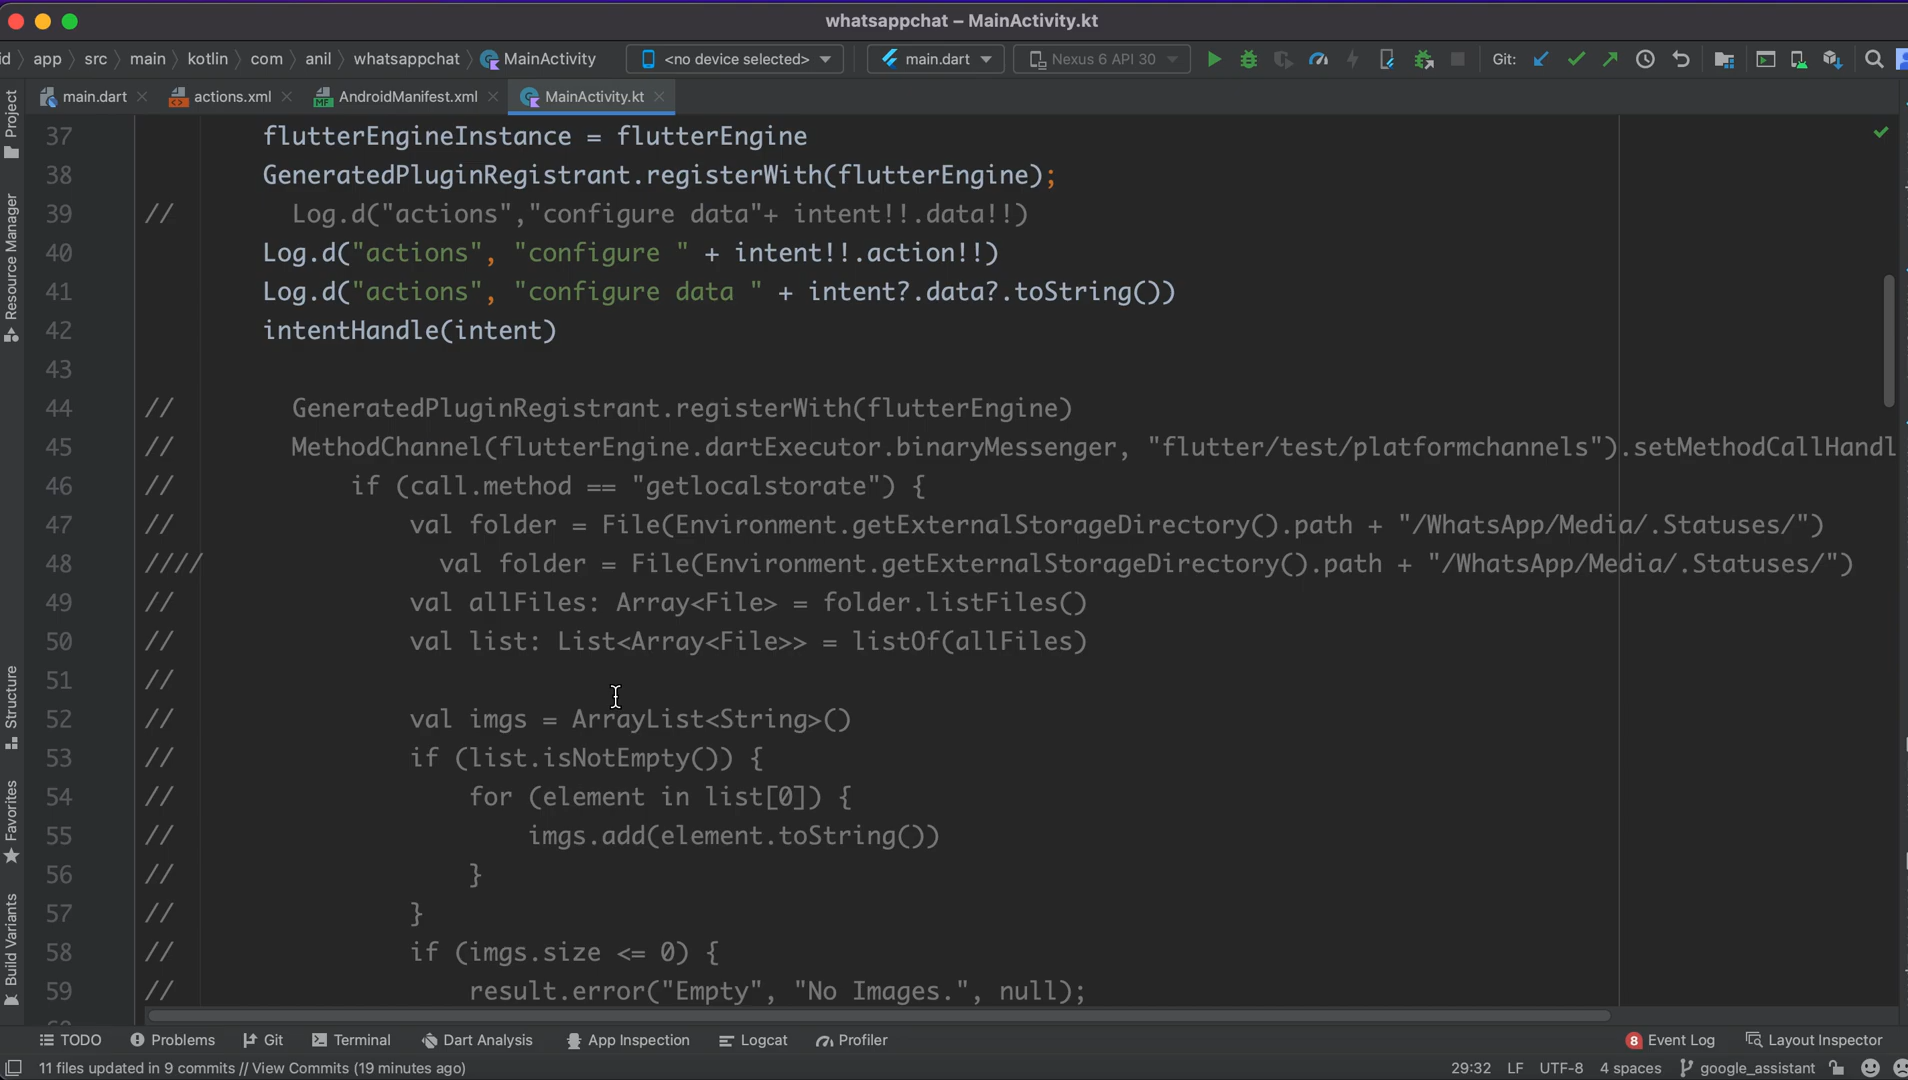 whatsappchat – MainActivity.kt
id app src main kotlin com anil whatsappchat MainActivity <no device selected> main.dart Nexus 6 API 30 Git:
main.dart actions.xml AndroidManifest.xml MainActivity.kt
Project
Resource Manager
Structure
Favorites
Build Variants
37 flutterEngineInstance = flutterEngine
38 GeneratedPluginRegistrant.registerWith(flutterEngine);
39 // Log.d("actions","configure data"+ intent!!.data!!)
40 Log.d("actions", "configure " + intent!!.action!!)
41 Log.d("actions", "configure data " + intent?.data?.toString())
42 intentHandle(intent)
43
44 // GeneratedPluginRegistrant.registerWith(flutterEngine)
45 // MethodChannel(flutterEngine.dartExecutor.binaryMessenger, "flutter/test/platformchannels").setMethodCallHandl
46 // if (call.method == "getlocalstorate") {
47 // val folder = File(Environment.getExternalStorageDirectory().path + "/WhatsApp/Media/.Statuses/")
48 //// val folder = File(Environment.getExternalStorageDirectory().path + "/WhatsApp/Media/.Statuses/")
49 // val allFiles: Array<File> = folder.listFiles()
50 // val list: List<Array<File>> = listOf(allFiles)
51 //
52 // val imgs = ArrayList<String>()
53 // if (list.isNotEmpty()) {
54 // for (element in list[0]) {
55 // imgs.add(element.toString())
56 // }
57 // }
58 // if (imgs.size <= 0) {
59 // result.error("Empty", "No Images.", null);
TODO Problems Git Terminal Dart Analysis App Inspection Logcat Profiler 8 Event Log Layout Inspector
11 files updated in 9 commits // View Commits (19 minutes ago) 29:32 LF UTF-8 4 spaces google_assistant